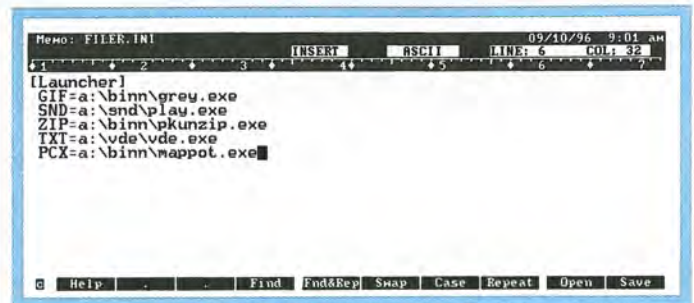 Memo: FILER.INI 09/10/96 9:01 am
INSERT ASCII LINE: 6 COL: 32
1 2 3 4 5 6 7
[Launcher]
GIF=a:\binn\grey.exe
SND=a:\snd\play.exe
ZIP=a:\binn\pkunzip.exe
TXT=a:\vde\vde.exe
PCX=a:\binn\mappot.exe
C Help . . Find Fnd&Rep Swap Case Repeat Open Save